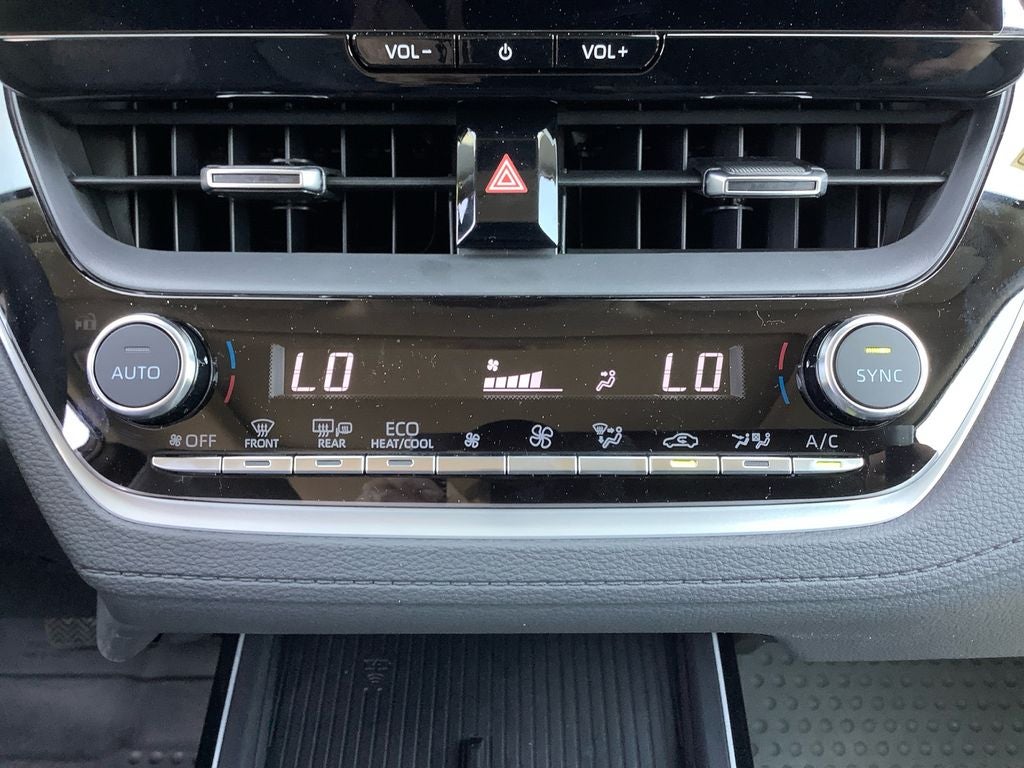 VOL- VOL+
LO LO
AUTO SYNC
OFF FRONT REAR ECO HEAT/COOL A/C